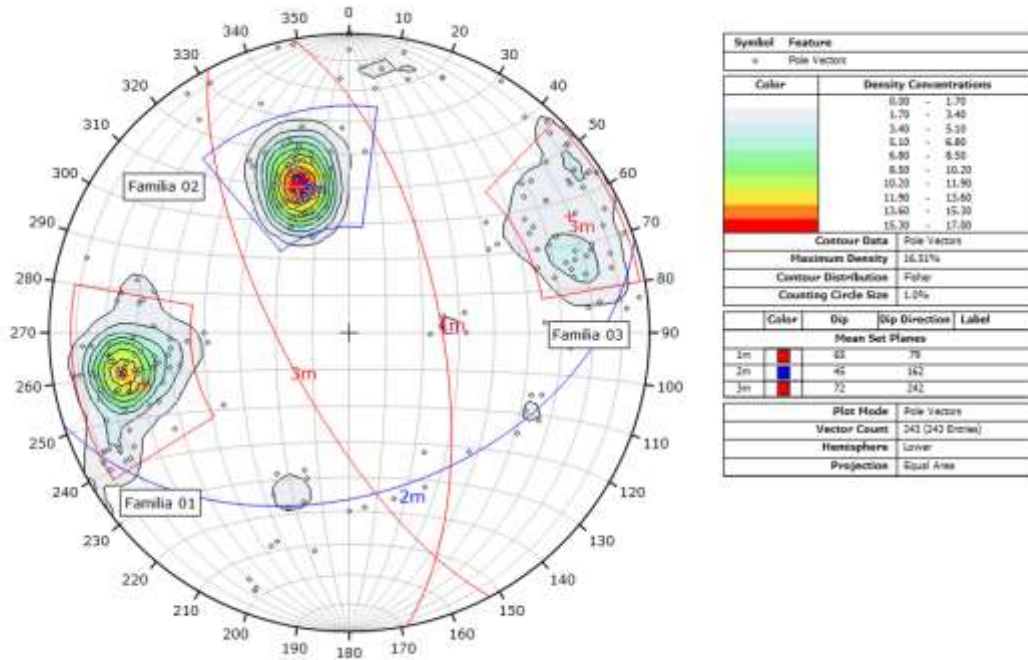 0
10
20
30
40
50
60
70
80
90
100
110
120
130
140
150
160
170
180
190
200
210
220
230
240
250
260
270
280
290
300
310
320
330
340
350
Familia 02
Familia 03
Familia 01
3m
3m
2m
Symbol Feature
Pole Vectors
Color Density Concentrations
0.00 - 1.70
1.70 - 3.40
3.40 - 5.10
5.10 - 6.80
6.80 - 8.50
8.50 - 10.20
10.20 - 11.90
11.90 - 13.60
13.60 - 15.30
15.30 - 17.00
Contour Data Pole Vectors
Maximum Density 16.51%
Contour Distribution Fisher
Counting Circle Size 1.0%
Color Dip Dip Direction Label
Mean Set Planes
1m 65 79
2m 45 162
3m 72 242
Plot Mode Pole Vectors
Vector Count 243 (243 Entries)
Hemisphere Lower
Projection Equal Area